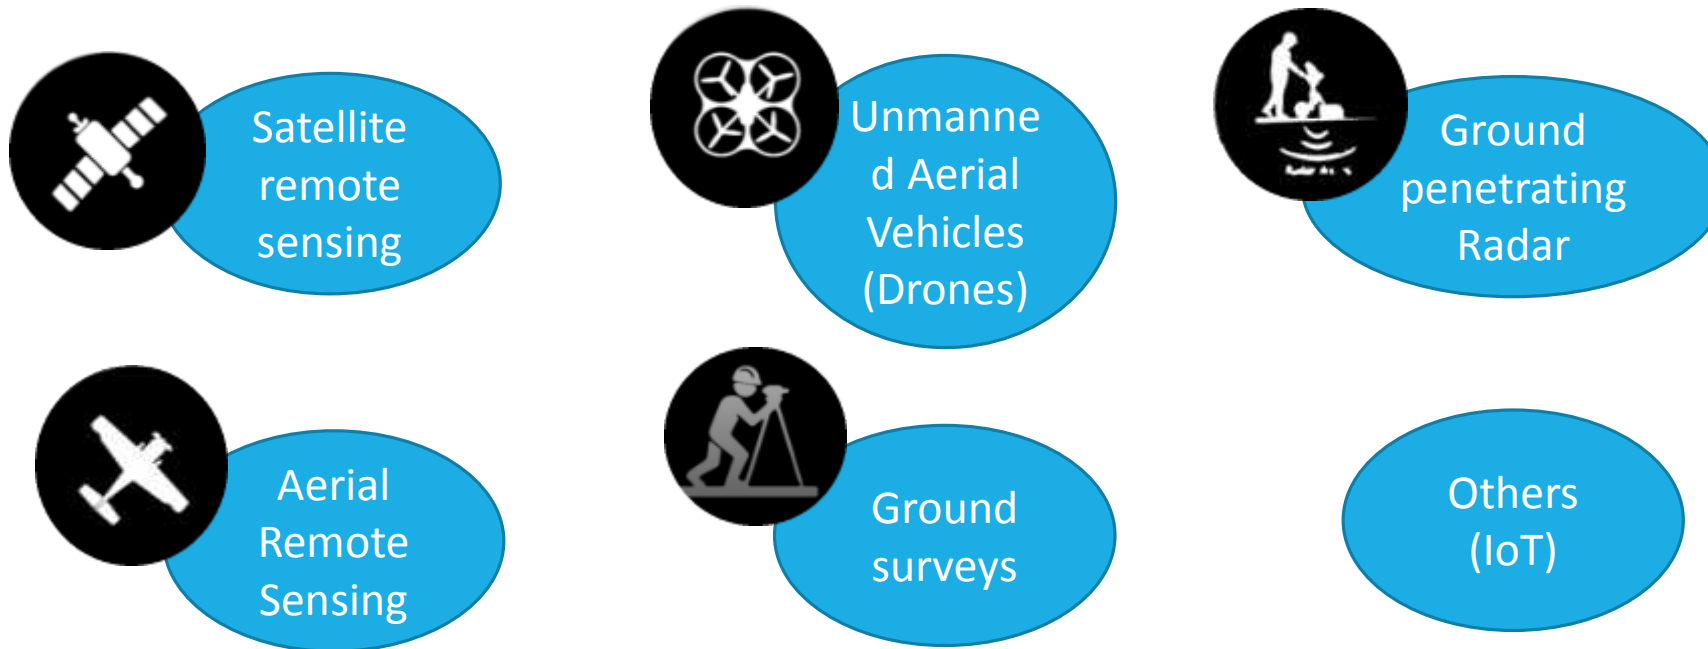 Satellite
remote
sensing
Unmanne
d Aerial
Vehicles
(Drones)
Ground
penetrating
Radar
Aerial
Remote
Sensing
Ground
surveys
Others
(IoT)